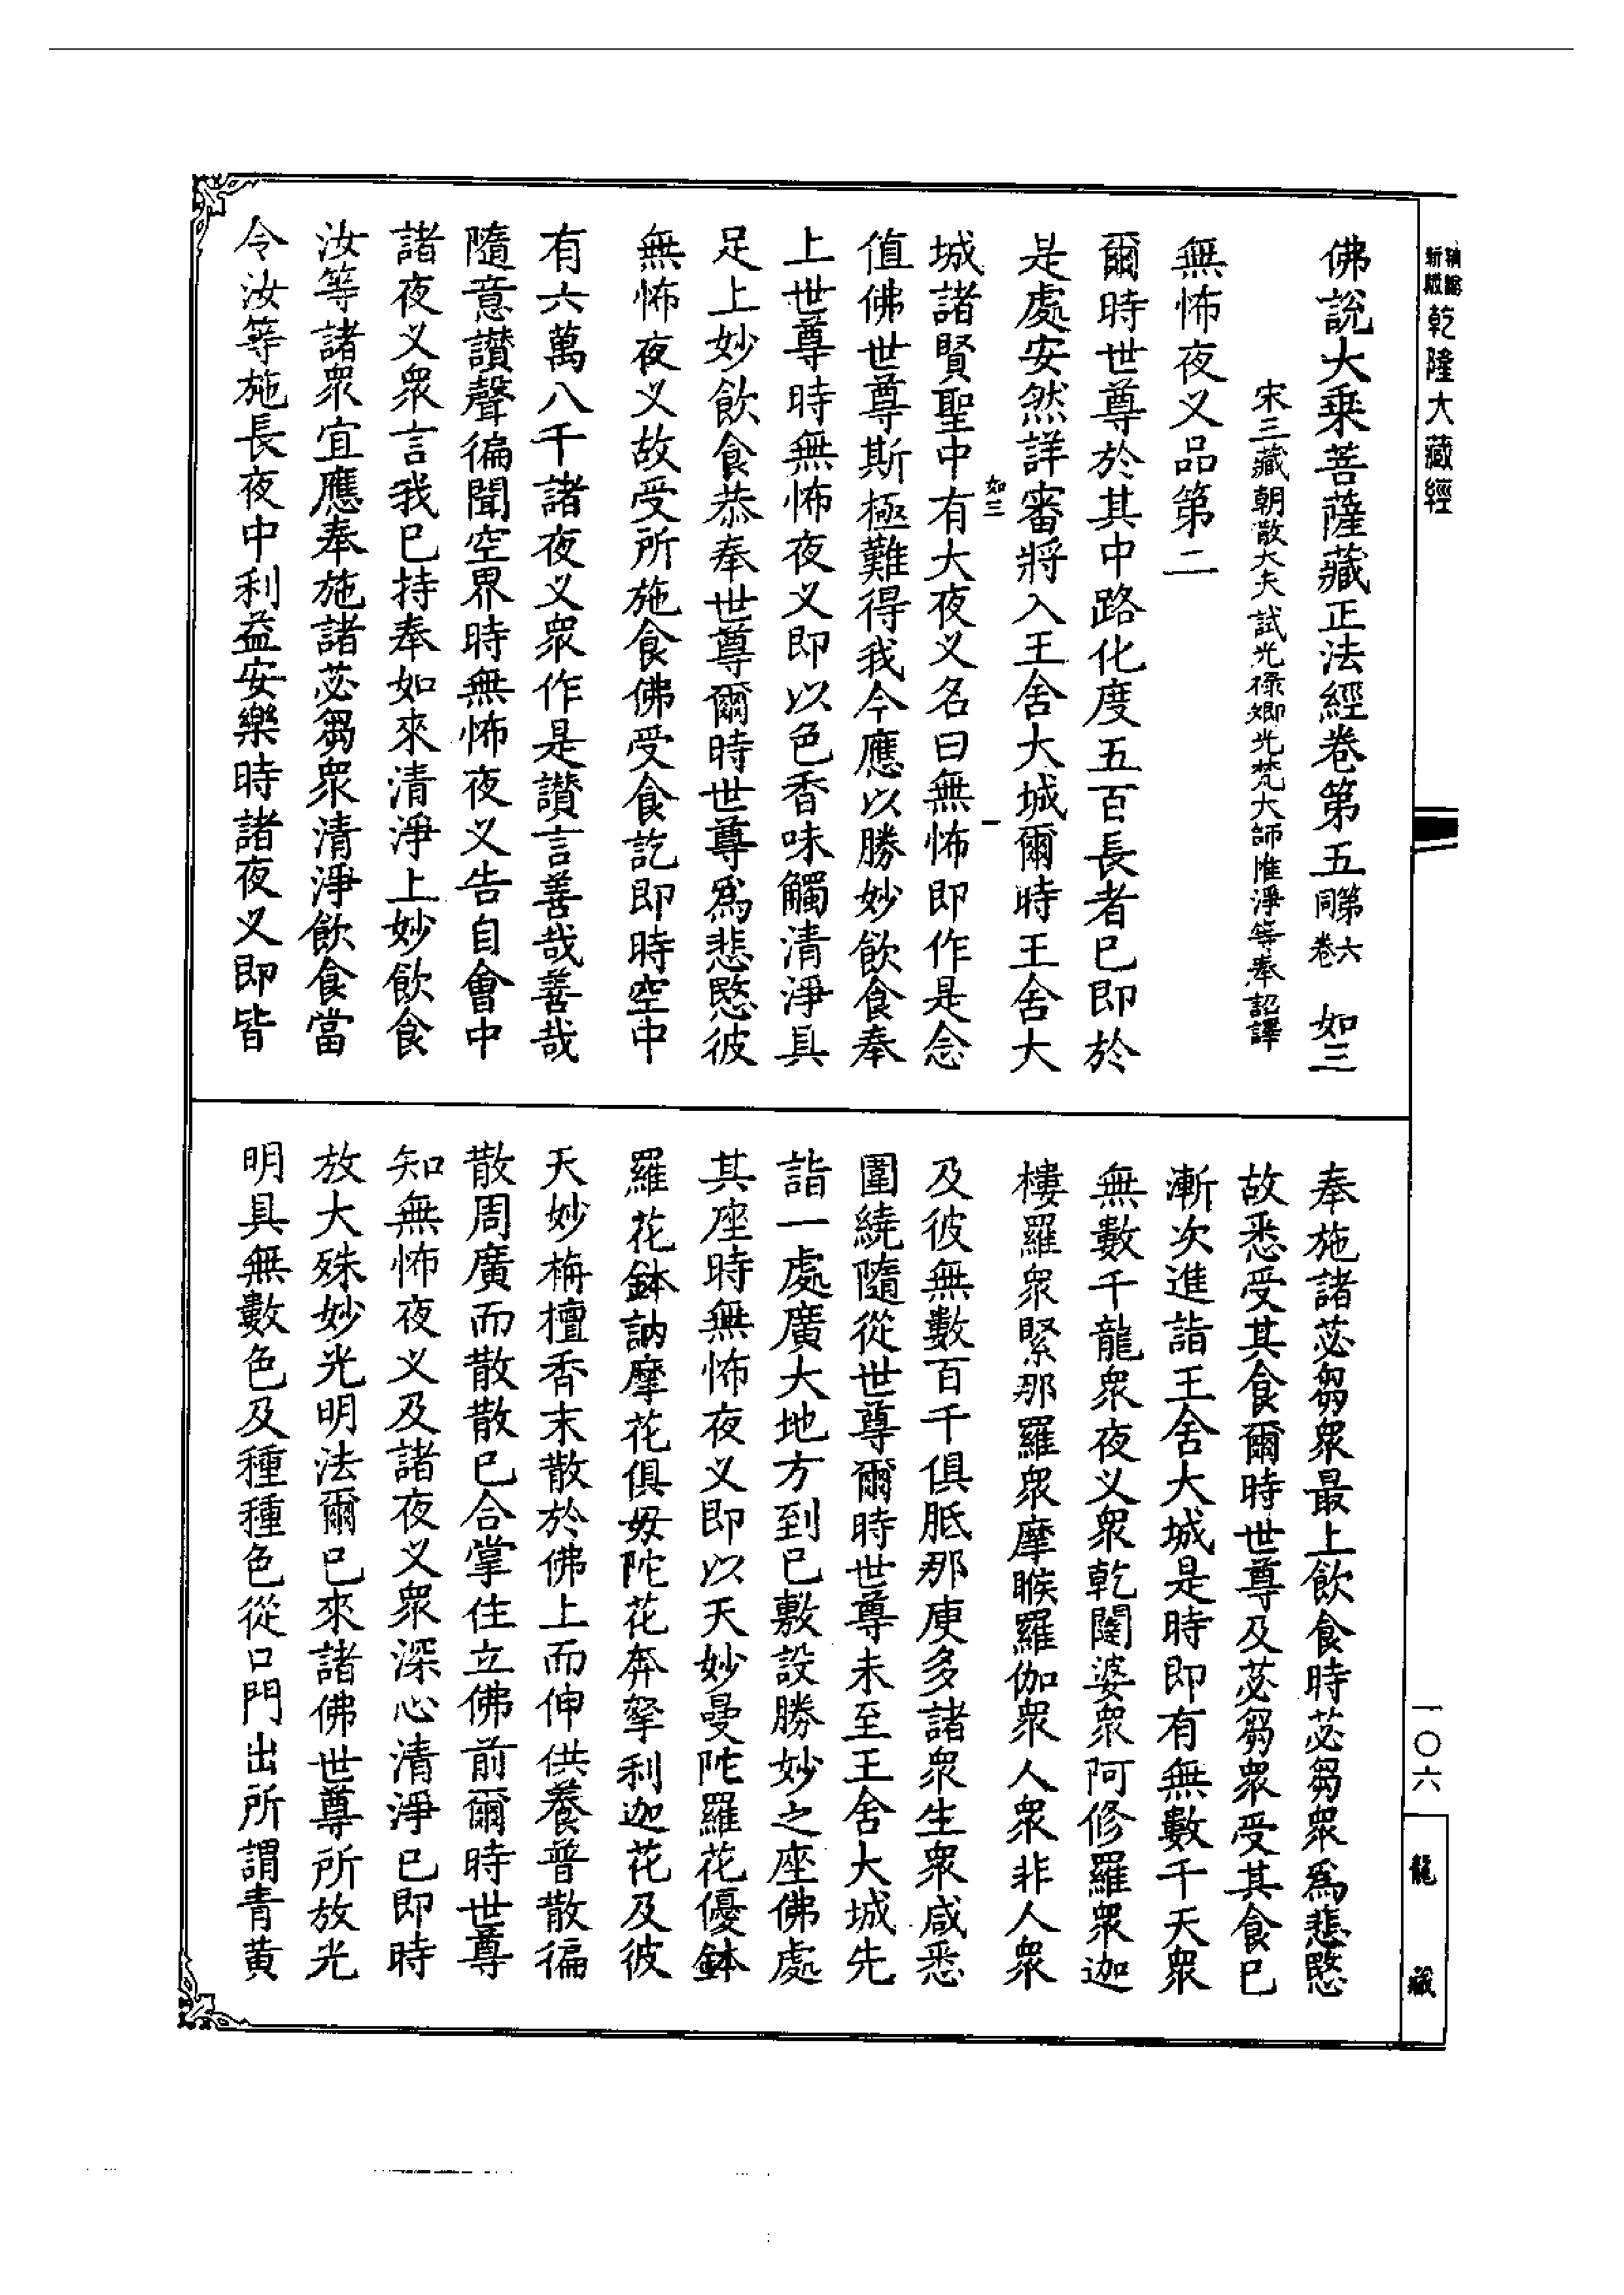 乾隆大藏經
佛說大乘菩薩藏正法經卷第五第六同卷 如三
宋三藏朝散大夫試光祿卿光梵大師惟淨等奉詔譯
無怖夜叉品第二
爾時世尊於其中路化度五百長者已即於
是處安然詳審將入王舍大城爾時王舍大
如三 一
城諸賢聖中有大夜叉名曰無怖即作是念
值佛世尊斯極難得我今應以勝妙飲食奉
上世尊時無怖夜叉即以色香味觸清淨具
足上妙飲食恭奉世尊爾時世尊為悲愍彼
無怖夜叉故受所施食佛受食訖即時空中
有六萬八千諸夜叉眾作是讚言善哉善哉
隨意讚聲徧聞空界時無怖夜叉告自會中
諸夜叉眾言我已持奉如來清淨上妙飲食
汝等諸眾宜應奉施諸苾芻眾清淨飲食當
令汝等施長夜中利益安樂時諸夜叉即皆
奉施諸苾芻眾最上飲食時苾芻眾為悲愍
故悉受其食爾時世尊及苾芻眾受其食已
漸次進詣王舍大城是時即有無數千天眾
無數千龍眾夜叉眾乾闥婆眾阿修羅眾迦
樓羅眾緊那羅眾摩睺羅伽眾人眾非人眾
及彼無數百千俱胝那庾多諸眾生眾咸悉
圍繞隨從世尊爾時世尊未至王舍大城先
詣一處廣大地方到已敷設勝妙之座佛處
其座時無怖夜叉即以天妙曼陀羅花優鉢
羅花鉢訥摩花俱毋陀花奔拏利迦花及彼
天妙栴檀香末散於佛上而伸供養普散徧
散周廣而散散已合掌住立佛前爾時世尊
知無怖夜叉及諸夜叉眾深心清淨已即時
放大殊妙光明法爾已來諸佛世尊所放光
明具無數色及種種色從口門出所謂青黃
一〇六
龍藏